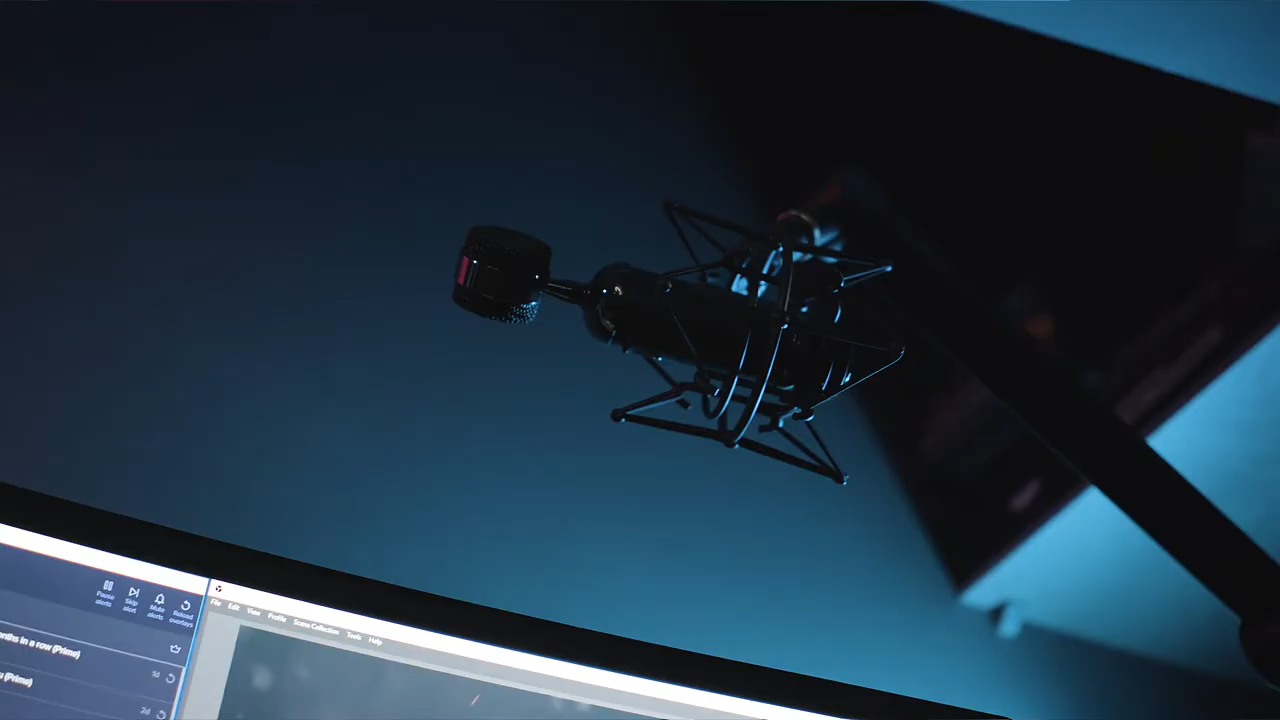 Pause alerts
Skip alert
Mute alerts
Reload overlays
onths in a row (Prime)
1d
u (Prime)
2d
File Edit View Profile Scene Collection Tools Help